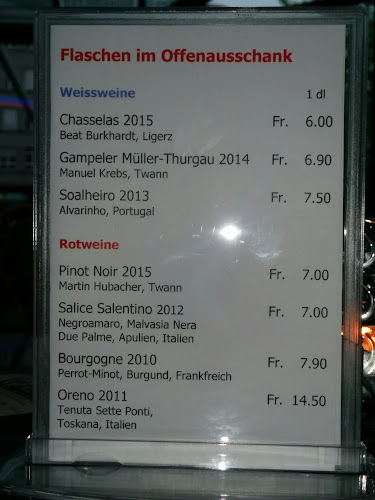 Flaschen im Offenausschank
Weissweine 1 dl
Chasselas 2015 Fr. 6.00
Beat Burkhardt, Ligerz
Gampeler Müller-Thurgau 2014 Fr. 6.90
Manuel Krebs, Twann
Soalheiro 2013 Fr. 7.50
Alvarinho, Portugal
Rotweine
Pinot Noir 2015 Fr. 7.00
Martin Hubacher, Twann
Salice Salentino 2012 Fr. 7.00
Negroamaro, Malvasia Nera
Due Palme, Apulien, Italien
Bourgogne 2010 Fr. 7.90
Perrot-Minot, Burgund, Frankfreich
Oreno 2011 Fr. 14.50
Tenuta Sette Ponti,
Toskana, Italien